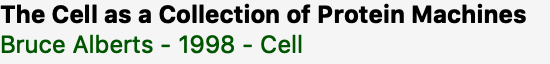 The Cell as a Collection of Protein Machines
Bruce Alberts - 1998 - Cell